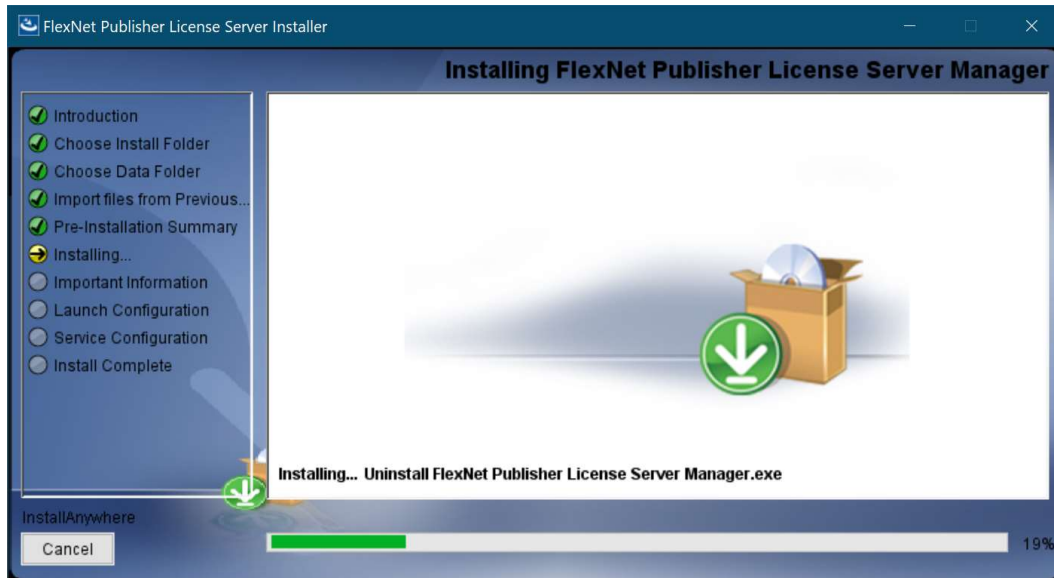 FlexNet Publisher License Server Installer
Installing FlexNet Publisher License Server Manager
Introduction
Choose Install Folder
Choose Data Folder
Import files from Previous...
Pre-Installation Summary
Installing...
Important Information
Launch Configuration
Service Configuration
Install Complete
Installing... Uninstall FlexNet Publisher License Server Manager.exe
InstallAnywhere
Cancel
19%